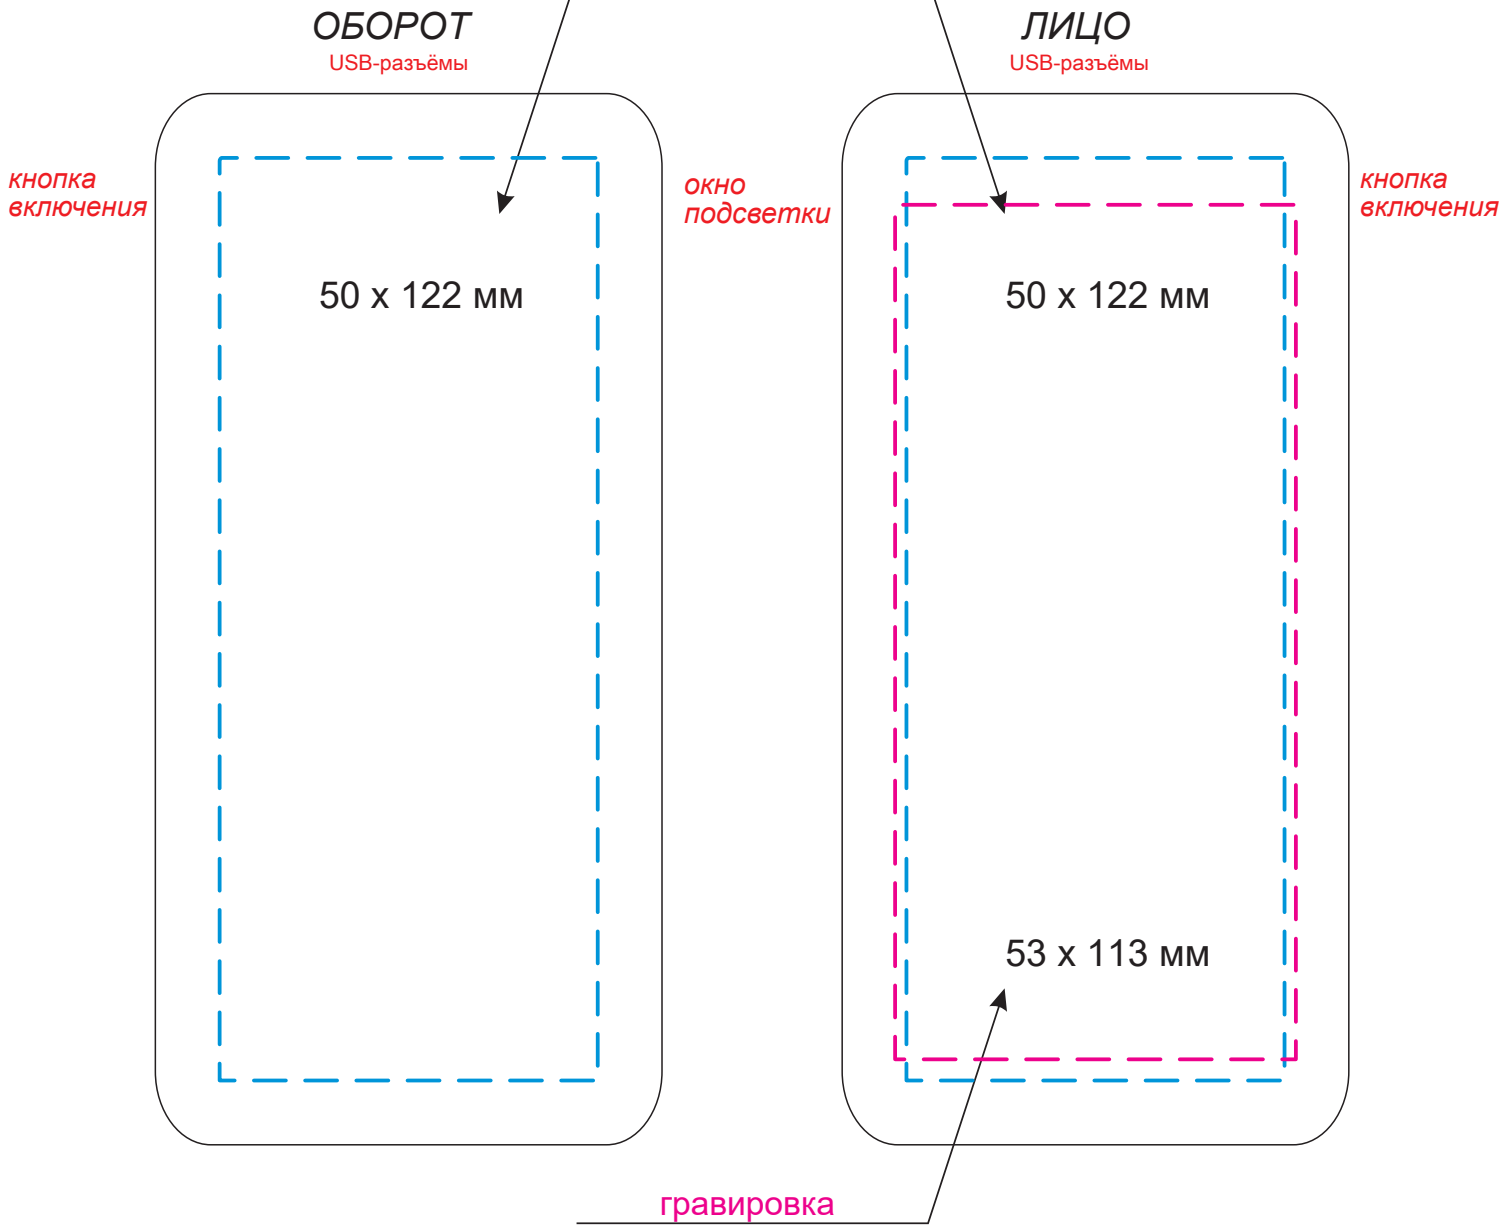 ОБОРОТ
USB-разъёмы
ЛИЦО
USB-разъёмы
кнопка
включения
окно
подсветки
кнопка
включения
50 х 122 мм
50 х 122 мм
53 х 113 мм
гравировка